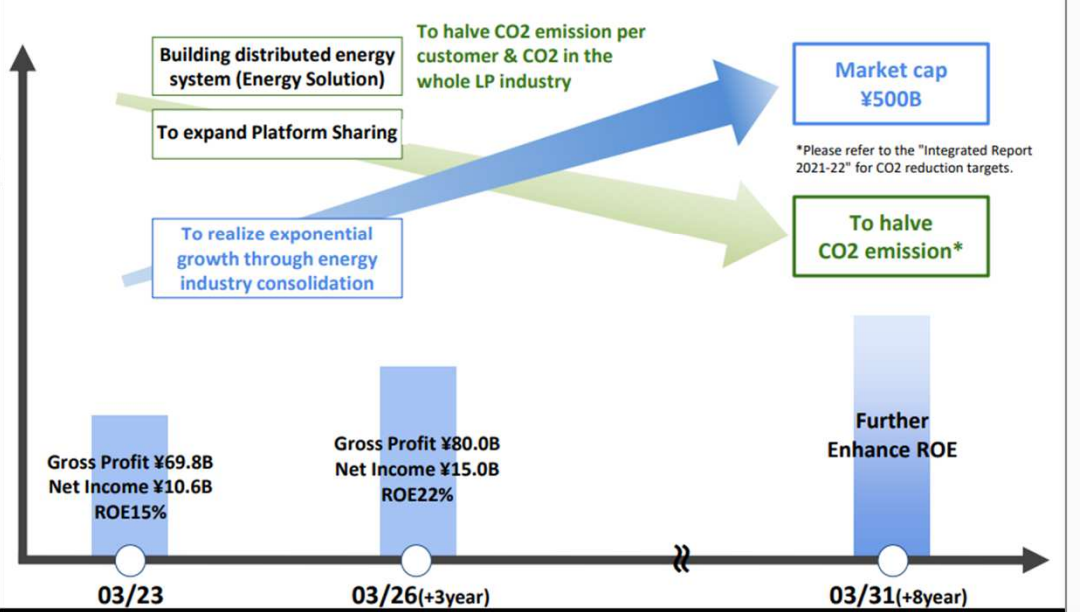 Building distributed energy
system (Energy Solution)
To expand Platform Sharing
To halve CO2 emission per
customer & CO2 in the
whole LP industry
Market cap
¥500B
*Please refer to the "Integrated Report
2021-22" for CO2 reduction targets.
To halve
CO2 emission*
To realize exponential
growth through energy
industry consolidation
Gross Profit ¥69.8B
Net Income ¥10.6B
ROE15%
Gross Profit ¥80.0B
Net Income ¥15.0B
ROE22%
Further
Enhance ROE
03/23
03/26(+3year)
03/31(+8year)